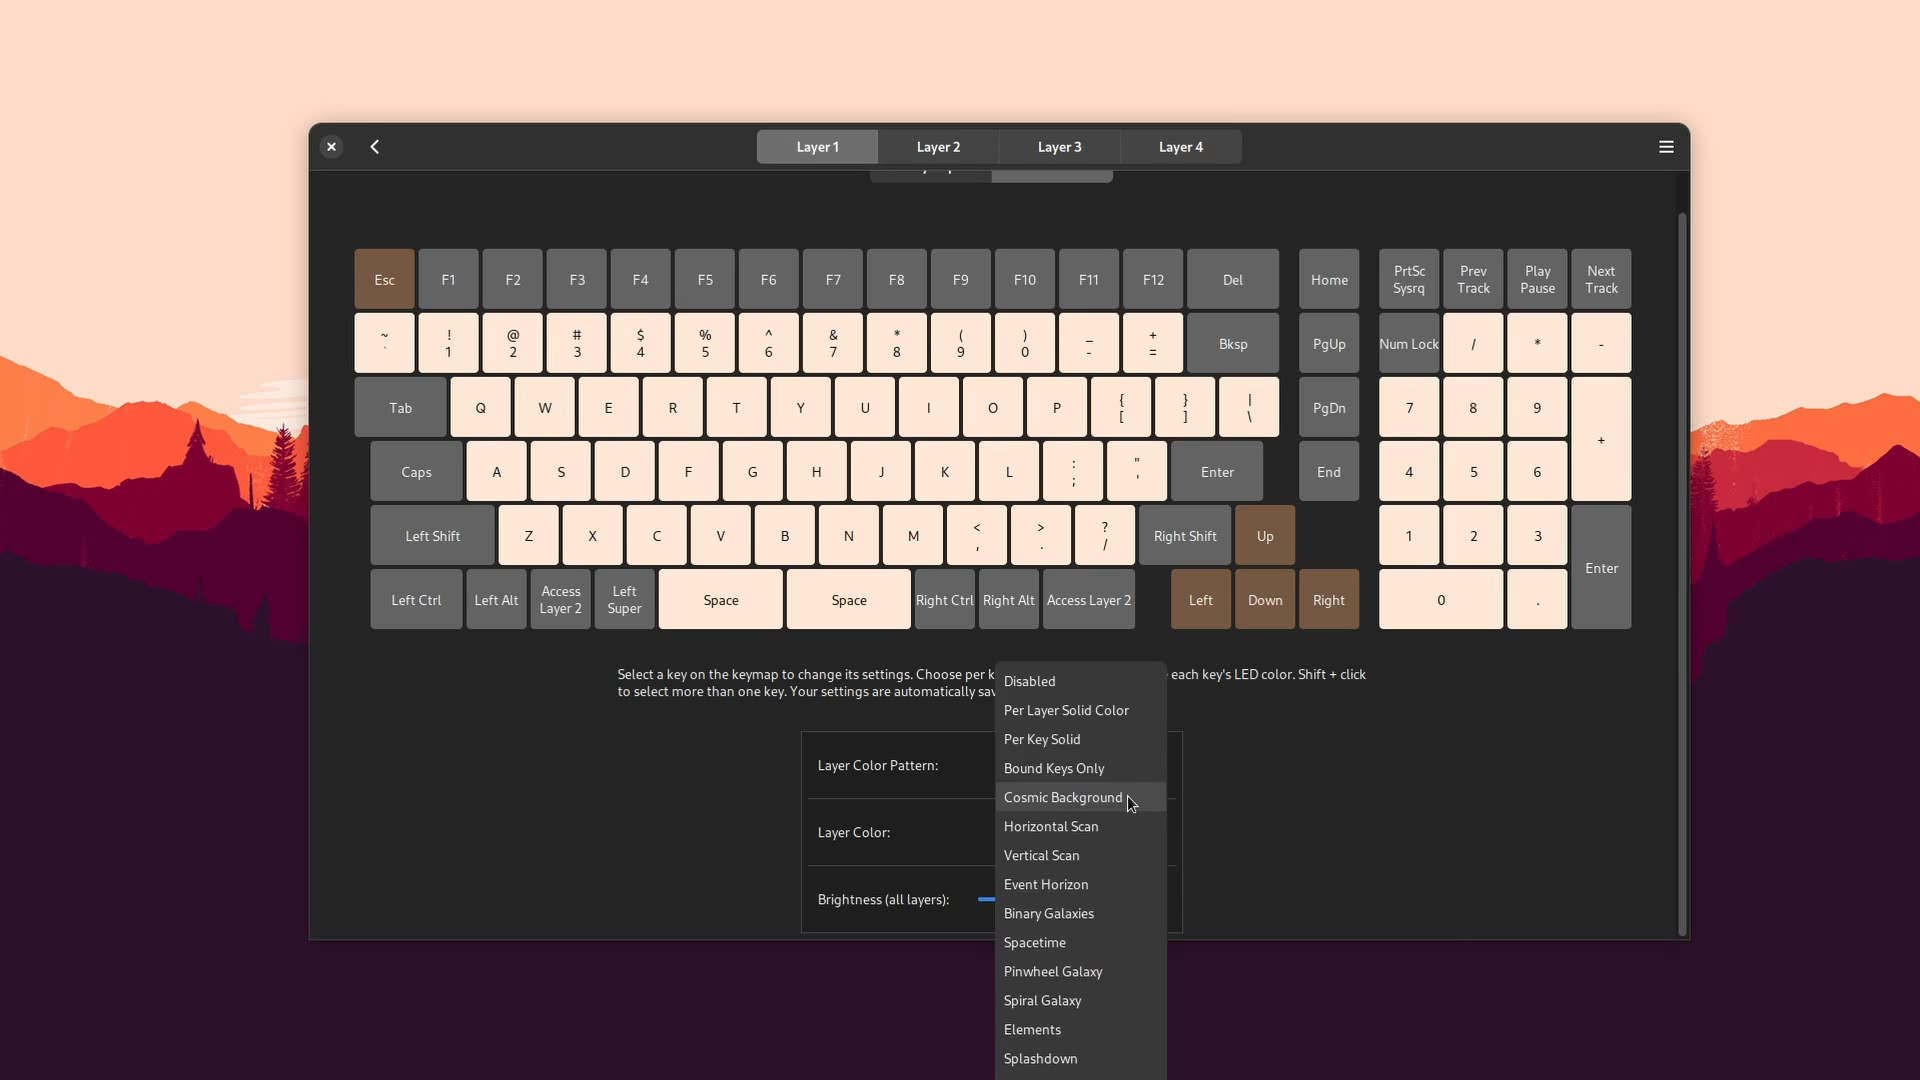 Layer 1 Layer 2 Layer 3 Layer 4
Esc F1 F2 F3 F4 F5 F6 F7 F8 F9 F10 F11 F12 Del Home PrtSc Sysrq Prev Track Play Pause Next Track
~ ` ! 1 @ 2 # 3 $ 4 % 5 ^ 6 & 7 * 8 ( 9 ) 0 _ - + = Bksp PgUp Num Lock / * -
Tab Q W E R T Y U I O P { [ } ] | \ PgDn 7 8 9 +
Caps A S D F G H J K L : ; " ' Enter End 4 5 6
Left Shift Z X C V B N M < , > . ? / Right Shift Up 1 2 3 Enter
Left Ctrl Left Alt Access Layer 2 Left Super Space Space Right Ctrl Right Alt Access Layer 2 Left Down Right 0 .
Select a key on the keymap to change its settings. Choose per k each key's LED color. Shift + click
to select more than one key. Your settings are automatically sav
Layer Color Pattern:
Layer Color:
Brightness (all layers):
Disabled
Per Layer Solid Color
Per Key Solid
Bound Keys Only
Cosmic Background
Horizontal Scan
Vertical Scan
Event Horizon
Binary Galaxies
Spacetime
Pinwheel Galaxy
Spiral Galaxy
Elements
Splashdown